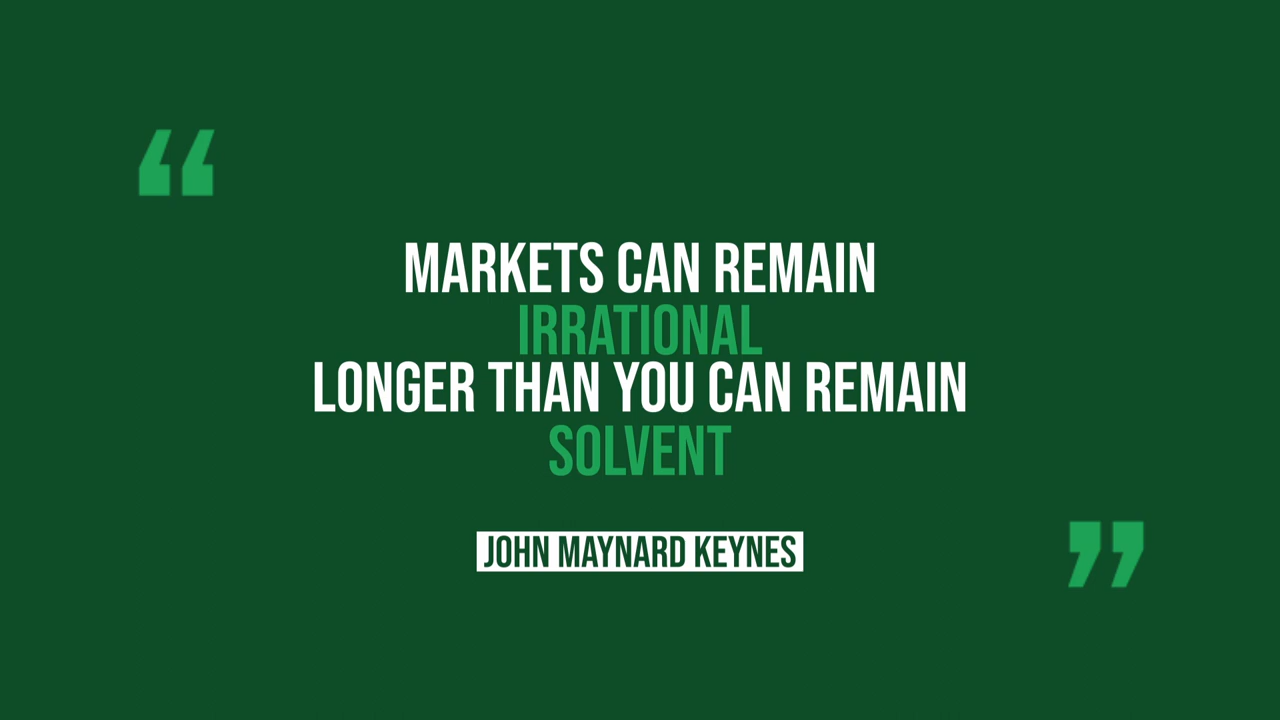 “
MARKETS CAN REMAIN
IRRATIONAL
LONGER THAN YOU CAN REMAIN
SOLVENT
JOHN MAYNARD KEYNES
”